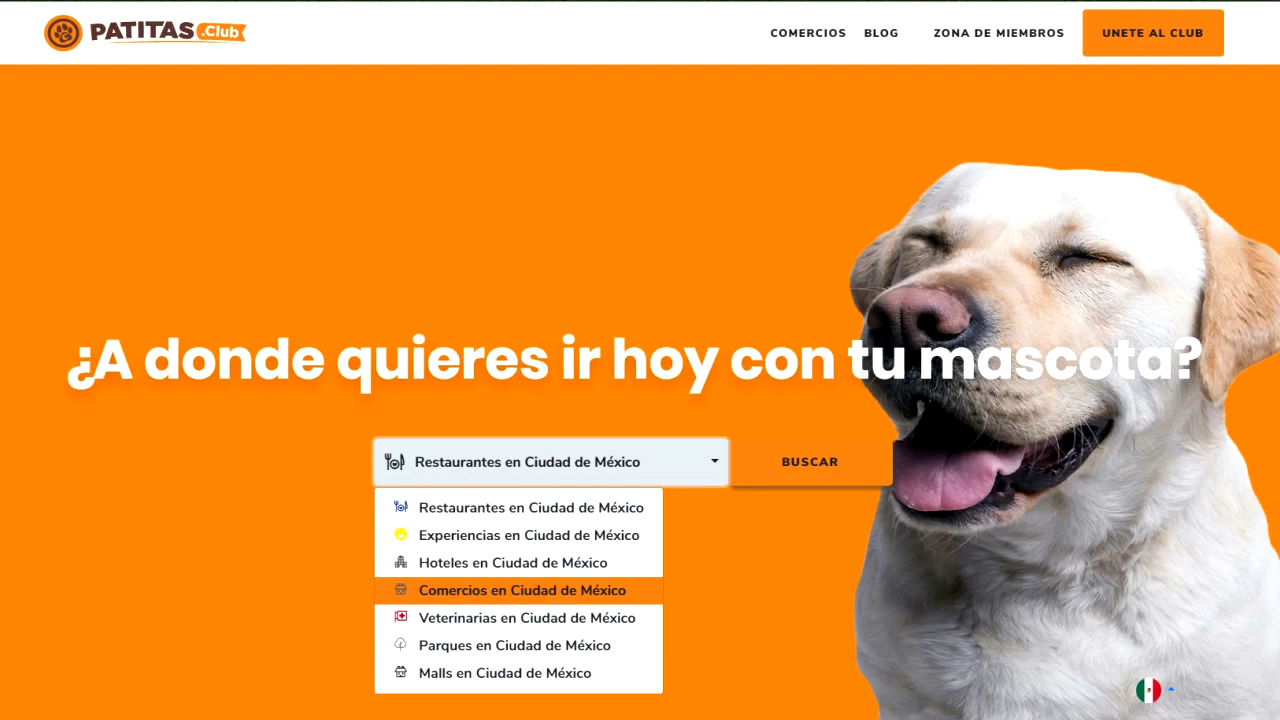 PATITAS .Club
COMERCIOS BLOG ZONA DE MIEMBROS UNETE AL CLUB
¿A donde quieres ir hoy con tu mascota?
Restaurantes en Ciudad de México BUSCAR
Restaurantes en Ciudad de México
Experiencias en Ciudad de México
Hoteles en Ciudad de México
Comercios en Ciudad de México
Veterinarias en Ciudad de México
Parques en Ciudad de México
Malls en Ciudad de México